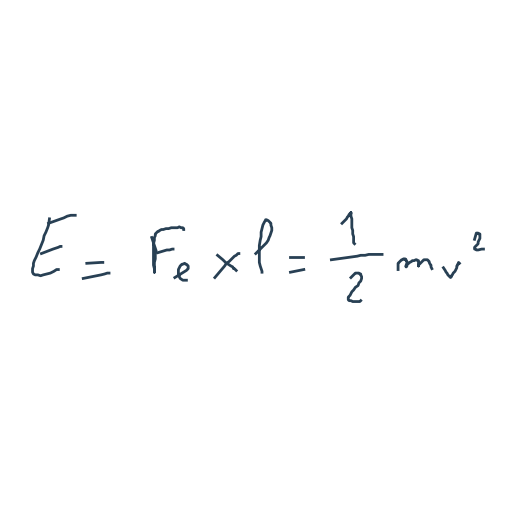 E = Fe × l = 1/2 mv²